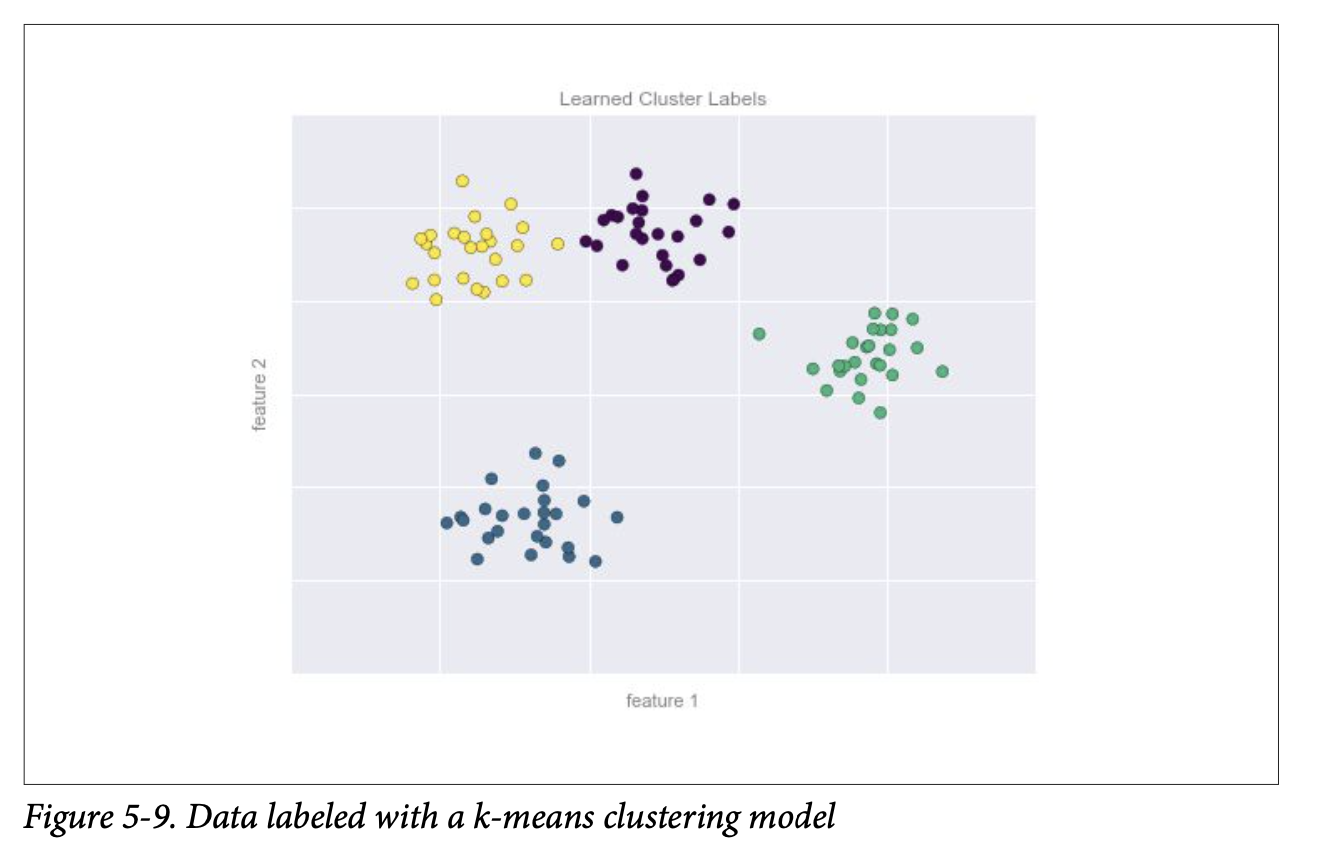 Learned Cluster Labels
feature 2
feature 1
Figure 5-9. Data labeled with a k-means clustering model